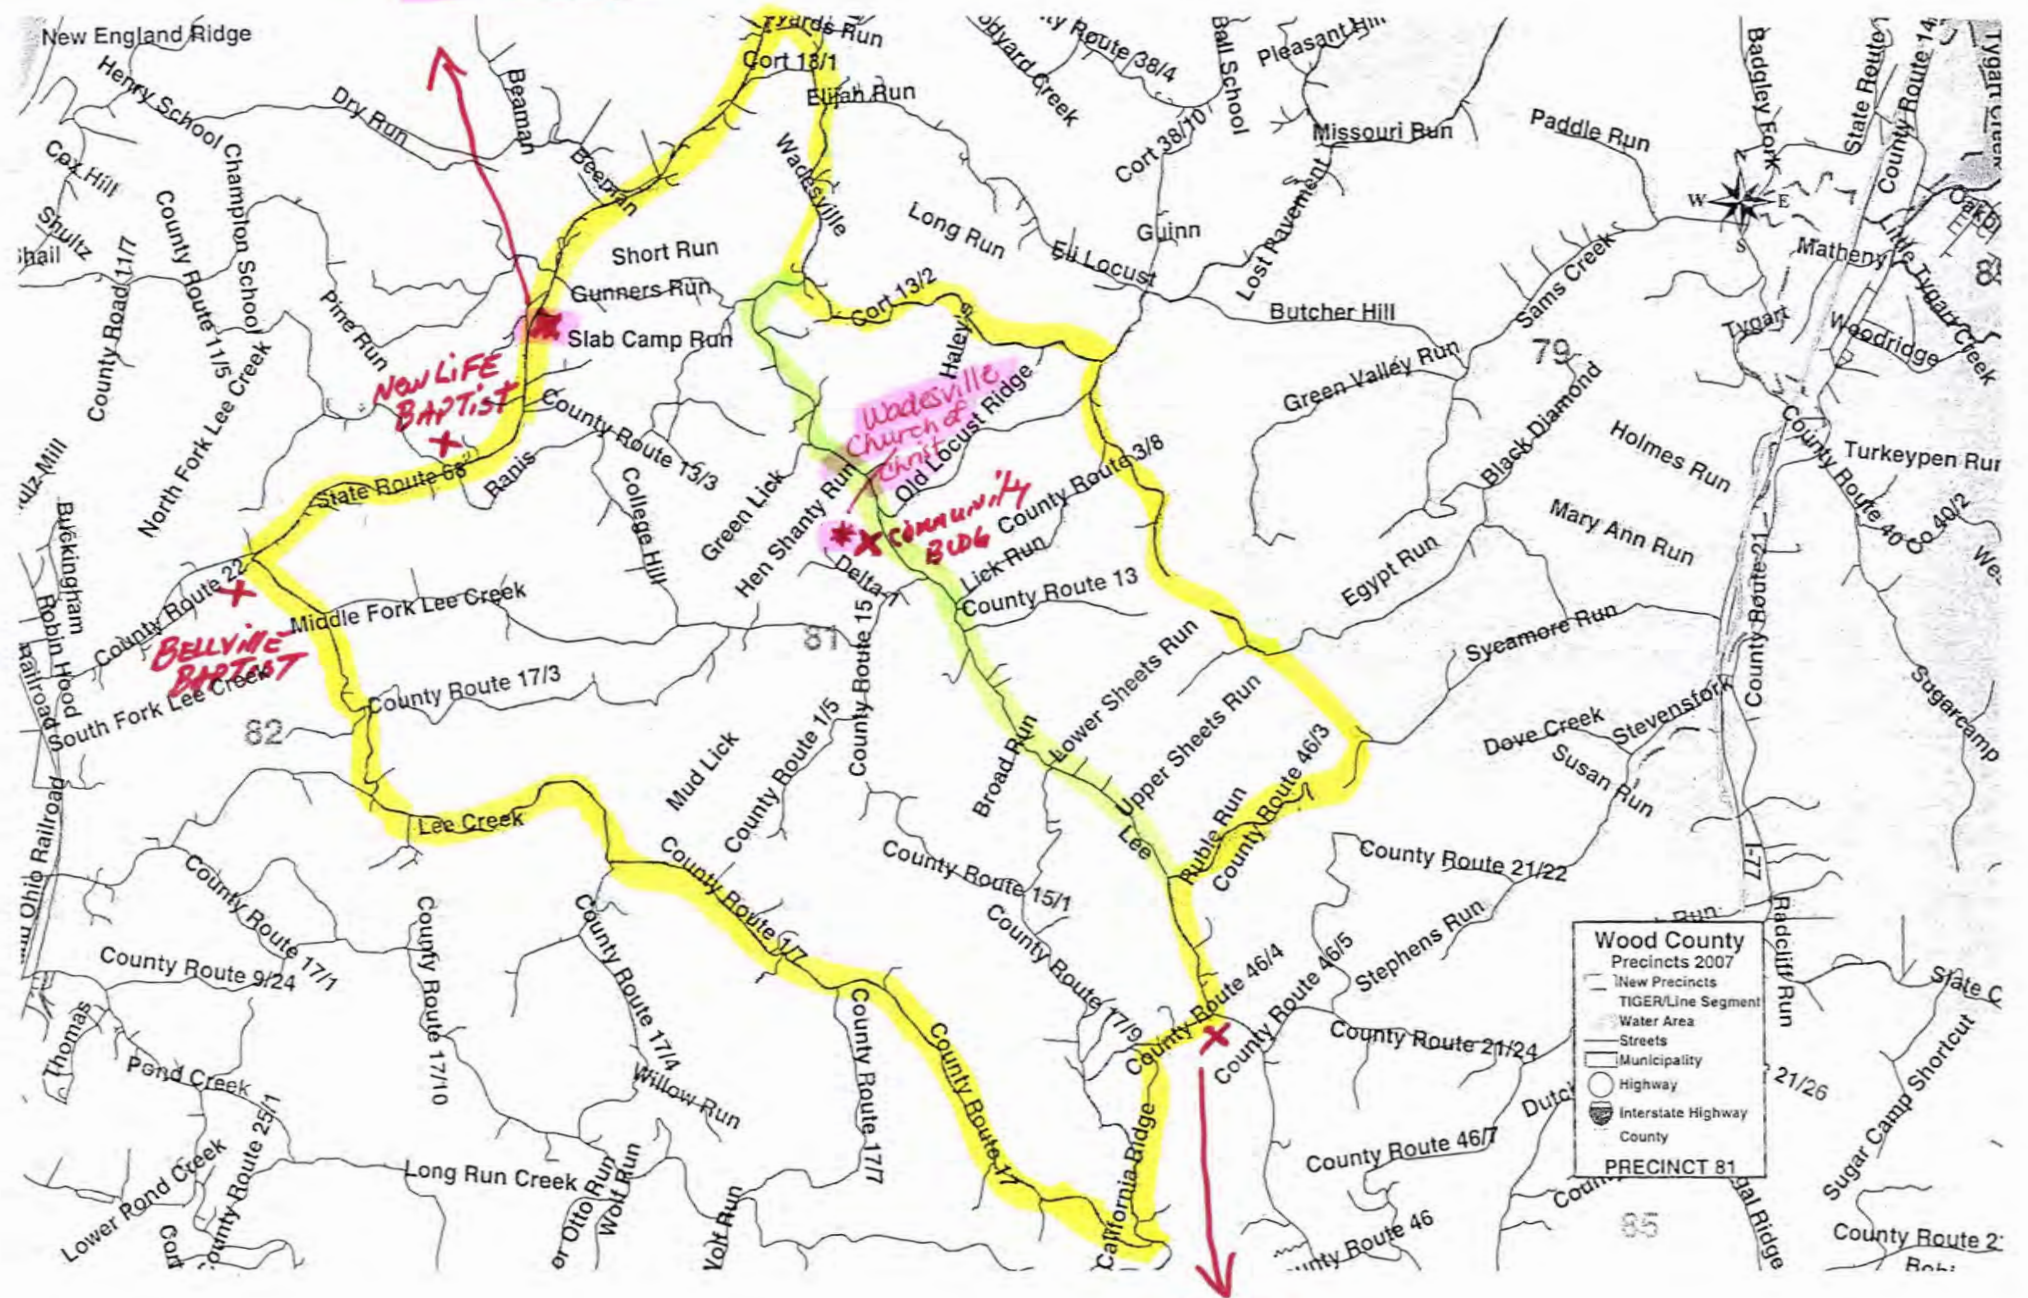 New England Ridge
Henry School
Dry Run
Beaman
Beeman
Cort 13/1
Elijah Run
County Route 38/4
Ball School
Pleasant Hill
Cort 38/10
Missouri Run
Paddle Run
Badgley Fork
State Route
County Route 14
Cox Hill
Shultz
County Road 11/7
County Route 11/5
Champion School
Wadesville
Short Run
Gunners Run
Slab Camp Run
Long Run
Eli Locust
Guinn
Lost Pavement
Butcher Hill
Sams Creek
N
W
E
S
Matheny
Little Tygart Creek
Tygart
Woodridge
Pine Run
North Fork Lee Creek
NEW LIFE
BAPTIST
Cort 13/2
Haleys
Green Valley Run
79
Black Diamond
Holmes Run
County Route 40
Turkeypen Run
Co 40/2
State Route 68
Ranis
County Route 13/3
College Hill
Green Lick
Hen Shanty Run
Wadesville
Church of
Christ
Old Locust Ridge
COMMUNITY
BLDG
County Route 3/8
Lick Run
Delta
County Route 13
Egypt Run
Mary Ann Run
County Route 21
Buckingham
Robin Hood
County Route 22
BELLVILLE
BAPTIST
Middle Fork Lee Creek
South Fork Lee Creek
81
County Route 15
82
County Route 17/3
Lower Sheets Run
Upper Sheets Run
Sycamore Run
Stevensfork
Dove Creek
Susan Run
Sugarcamp
Mud Lick
County Route 1/5
Broad Run
Lee
Ruble Run
County Route 46/3
Lee Creek
County Route 1/7
County Route 15/1
County Route 21/22
I-77
Radcliff Run
Stephens Run
County Route 17/1
County Route 9/24
County Route 17/10
County Route 17/4
County Route 17/7
County Route 17/9
County Route 46/4
County Route 46/5
County Route 21/24
Thomas
Pond Creek
Willow Run
County Route 17
California Ridge
County Route 46/7
Lower Pond Creek
County Route 25/1
Cort
Long Run Creek
Wolf Run
Wood County
Precincts 2007
New Precincts
TIGER/Line Segment
Water Area
Streets
Municipality
Highway
Interstate Highway
County
PRECINCT 81
21/26
Sugar Camp Shortcut
85